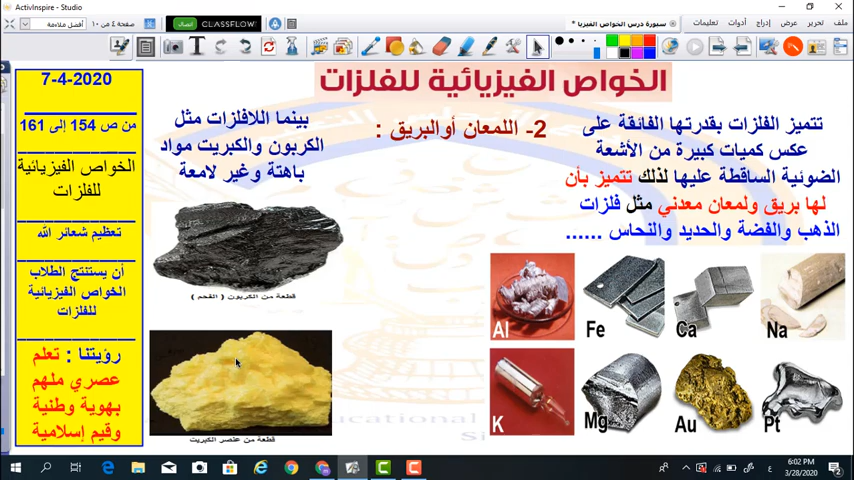 ActivInspire - Studio
ملف تحرير عرض إدراج أدوات تعليمات
سبورة درس الخواص الفيزيا *
CLASSFLOW
صفحة ٤ من ١٠
أفضل ملاءمة
الخواص الفيزيائية للفلزات
2- اللمعان أوالبريق :
تتميز الفلزات بقدرتها الفائقة على
عكس كميات كبيرة من الأشعة
الضوئية الساقطة عليها لذلك تتميز بأن
لها بريق ولمعان معدني مثل فلزات
الذهب والفضة والحديد والنحاس ......
Al
Fe
Ca
Na
K
Mg
Au
Pt
بينما اللافلزات مثل
الكربون والكبريت مواد
باهتة وغير لامعة
قطعة من الكربون ( الفحم )
قطعة من عنصر الكبريت
7-4-2020
من ص 154 إلى 161
الخواص الفيزيائية
للفلزات
تعظيم شعائر الله
أن يستنتج الطلاب
الخواص الفيزيائية
للفلزات
رؤيتنا : تعلم
عصري ملهم
بهوية وطنية
وقيم إسلامية
6:02 PM
3/28/2020